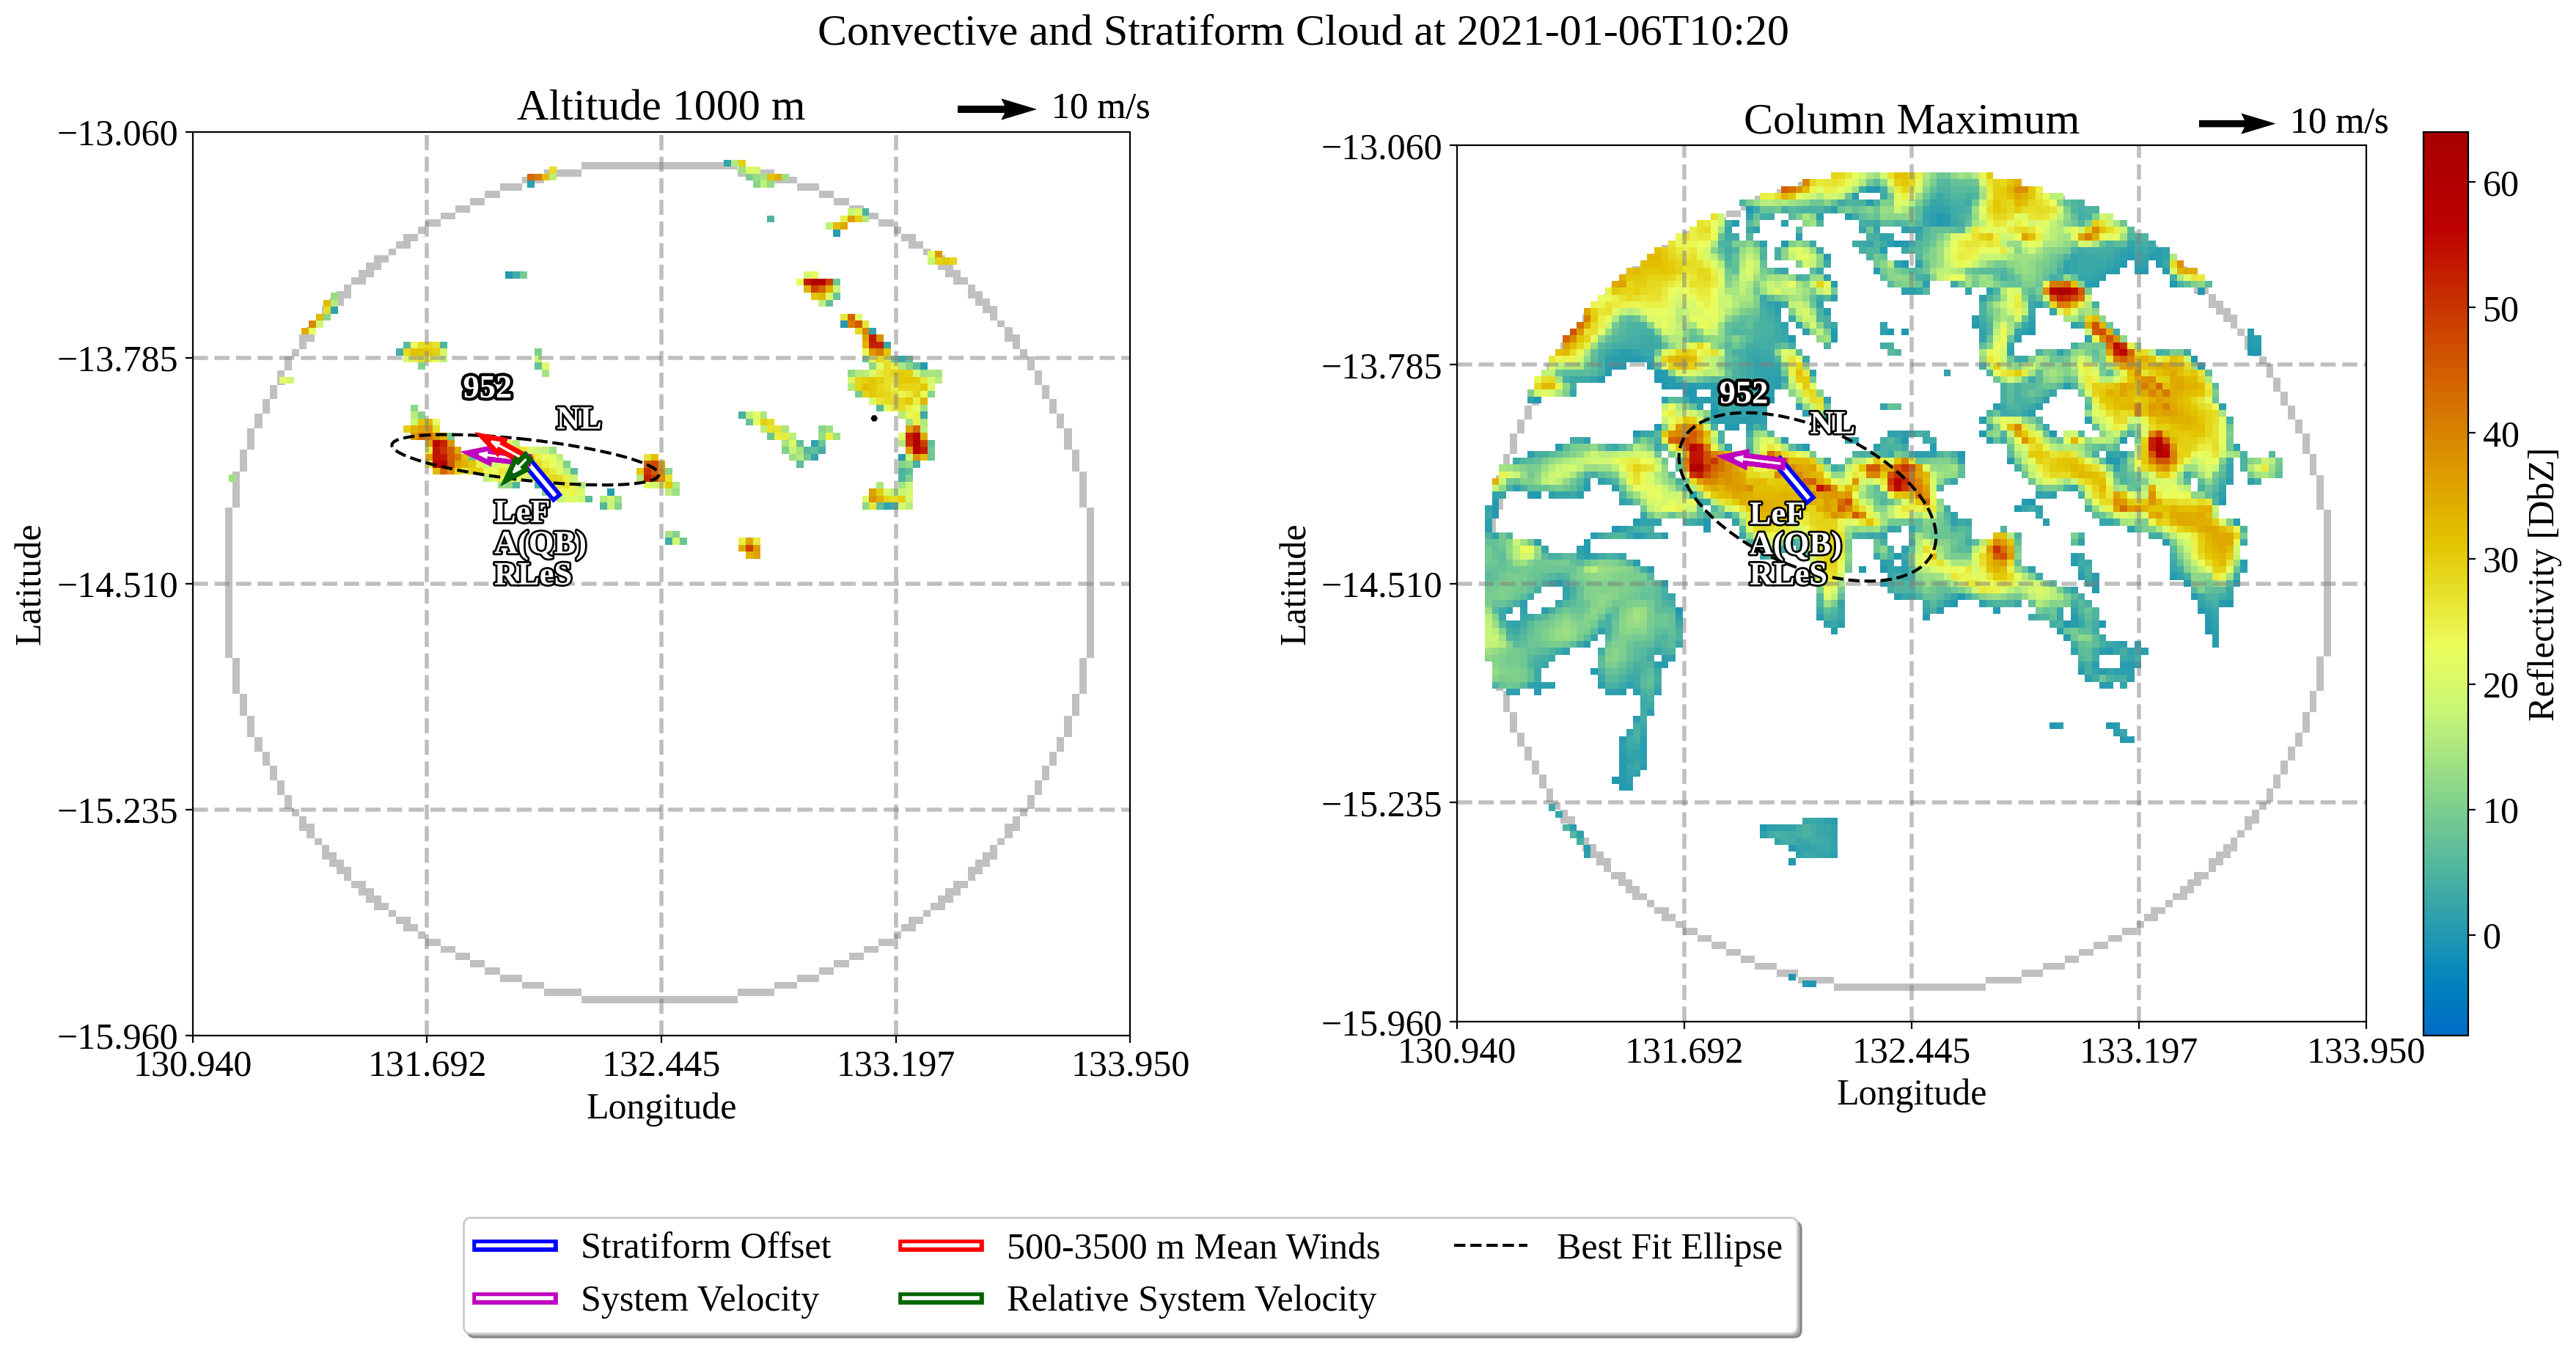 Convective and Stratiform Cloud at 2021-01-06T10:20
Altitude 1000 m
10 m/s
−13.060
−13.785
−14.510
−15.235
−15.960
130.940
131.692
132.445
133.197
133.950
Latitude
Longitude
952
NL
LeF
A(QB)
RLeS
Column Maximum
10 m/s
−13.060
−13.785
−14.510
−15.235
−15.960
130.940
131.692
132.445
133.197
133.950
Latitude
Longitude
952
NL
LeF
A(QB)
RLeS
60
50
40
30
20
10
0
Reflectivity [DbZ]
Stratiform Offset
System Velocity
500-3500 m Mean Winds
Relative System Velocity
Best Fit Ellipse